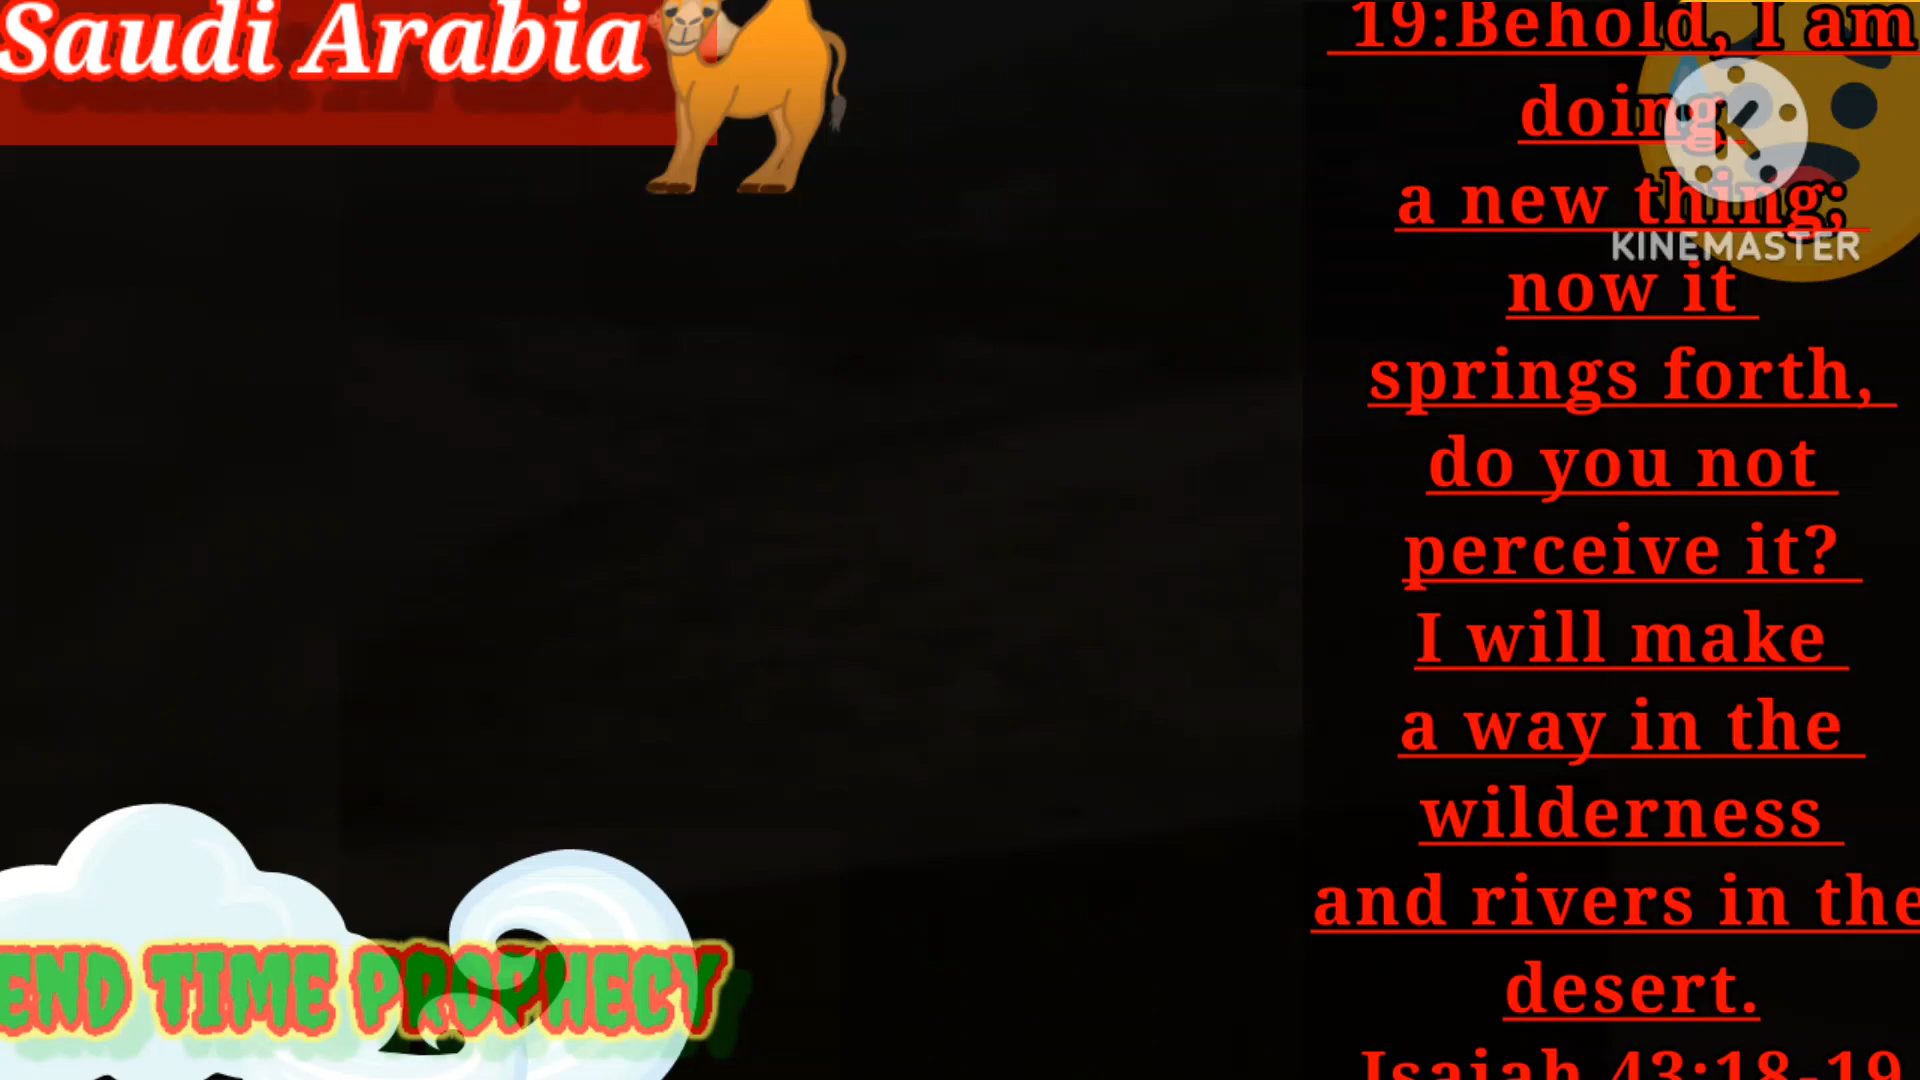 Saudi Arabia
19:Behold, I am
doing
a new thing;
now it
springs forth,
do you not
perceive it?
I will make
a way in the
wilderness
and rivers in the
desert.
Isaiah 43:18-19
KINEMASTER
END TIME PROPHECY